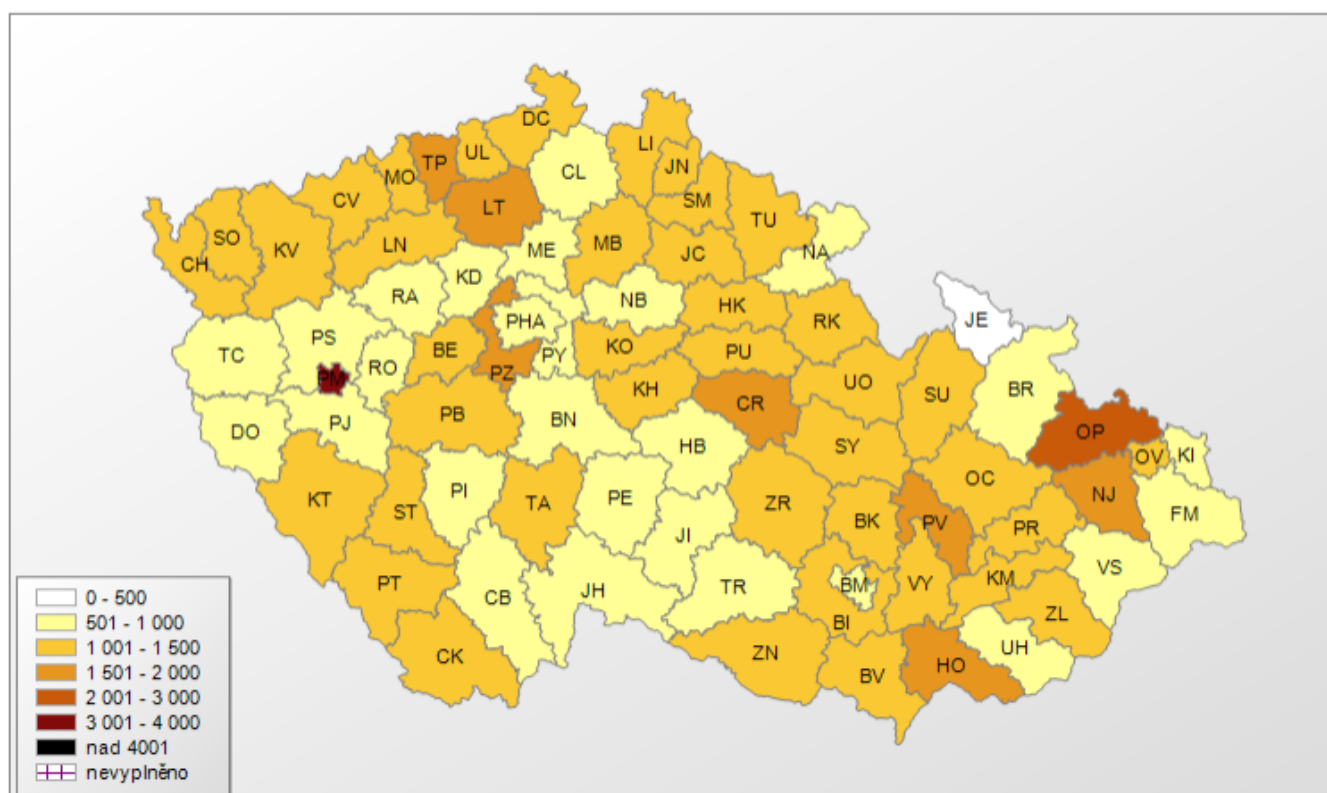 DC
LI
UL
TP
JN
CL
MO
CV
SM
LT
TU
SO
KV
LN
ME
MB
JC
NA
CH
KD
RA
NB
HK
PHA
RK
JE
PS
TC
RO
BE
KO
PU
PY
PZ
PM
UO
KH
BR
SU
CR
PB
BN
PJ
DO
HB
SY
OP
OV
KI
OC
PI
PE
NJ
KT
ST
TA
ZR
BK
PV
FM
PR
JI
VS
PT
TR
BM
VY
KM
CB
JH
ZL
BI
CK
ZN
UH
HO
BV
0 - 500
501 - 1 000
1 001 - 1 500
1 501 - 2 000
2 001 - 3 000
3 001 - 4 000
nad 4001
nevyplněno